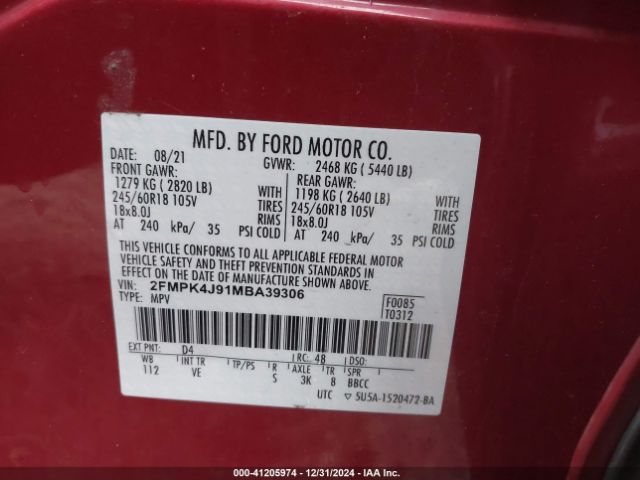 MFD. BY FORD MOTOR CO.
DATE: 08/21 GVWR: 2468 KG ( 5440 LB)
FRONT GAWR: REAR GAWR:
1279 KG ( 2820 LB) WITH 1198 KG ( 2640 LB) WITH
245/60R18 105V TIRES 245/60R18 105V TIRES
18x8.0J RIMS 18x8.0J RIMS
AT 240 kPa/ 35 PSI COLD AT 240 kPa/ 35 PSI COLD
THIS VEHICLE CONFORMS TO ALL APPLICABLE FEDERAL MOTOR
VEHICLE SAFETY AND THEFT PREVENTION STANDARDS IN
EFFECT ON THE DATE OF MANUFACTURE SHOWN ABOVE.
VIN: 2FMPK4J91MBA39306 F0085
TYPE: MPV T0312
EXT PNT: D4 RC: 48 DSO:
WB INT TR TP/PS R AXLE TR SPR
112 VE S 3K 8 BBCC
UTC ▽ 5U5A-1520472-BA
000-41205974 - 12/31/2024 - IAA Inc.